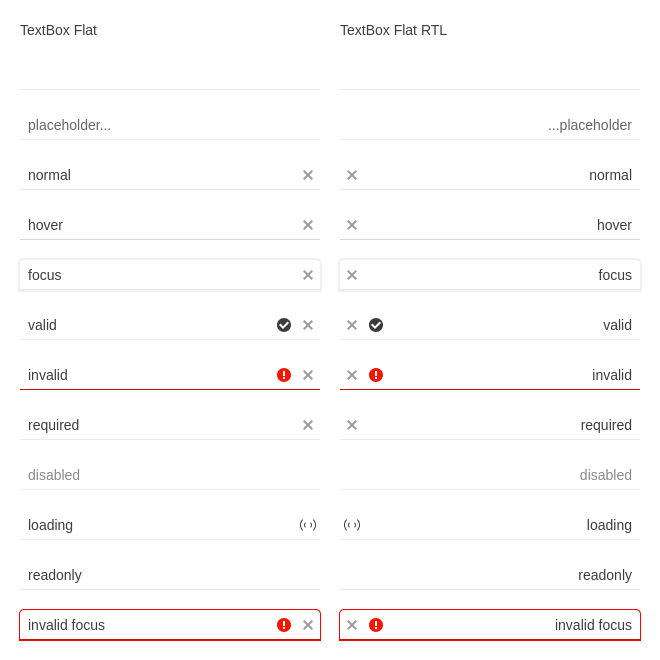 TextBox Flat
placeholder...
normal
hover
focus
valid
invalid
required
disabled
loading
readonly
invalid focus
TextBox Flat RTL
...placeholder
normal
hover
focus
valid
invalid
required
disabled
loading
readonly
invalid focus